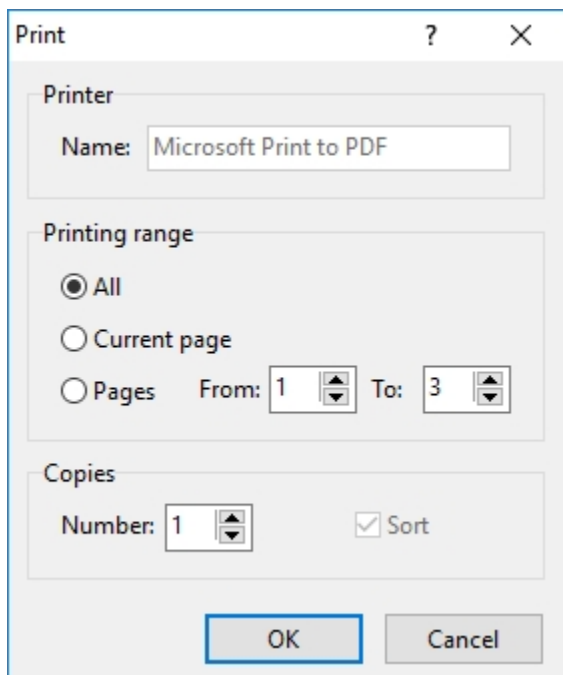 Print ?
Printer
Name: Microsoft Print to PDF
Printing range
All
Current page
Pages From: 1 To: 3
Copies
Number: 1 Sort
OK Cancel